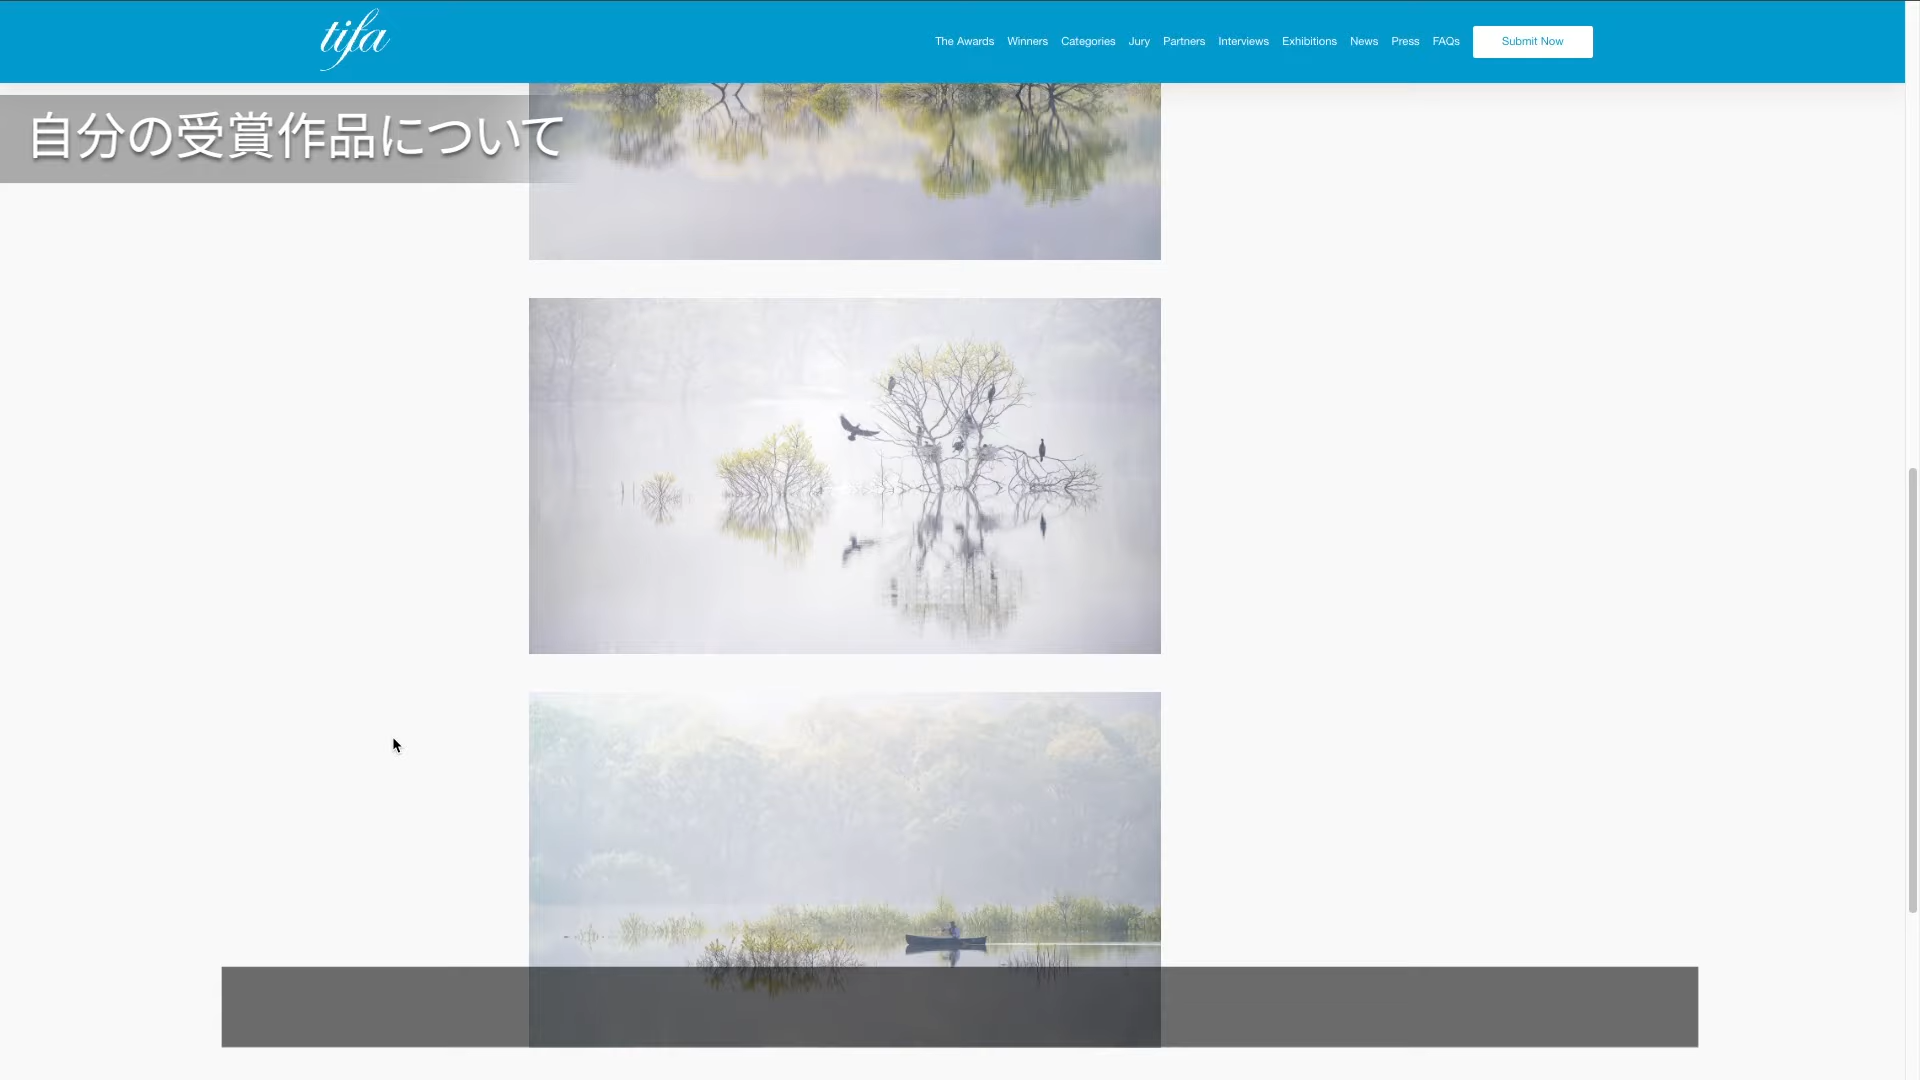 tifa
The Awards Winners Categories Jury Partners Interviews Exhibitions News Press FAQs Submit Now
自分の受賞作品について